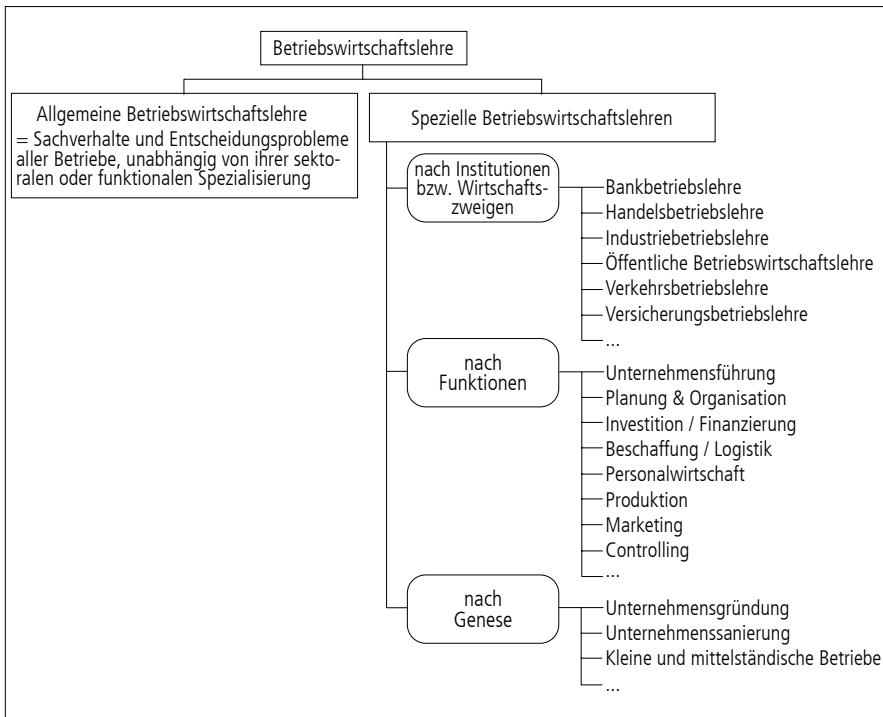 Betriebswirtschaftslehre
Allgemeine Betriebswirtschaftslehre
= Sachverhalte und Entscheidungsprobleme
aller Betriebe, unabhängig von ihrer sekto-
ralen oder funktionalen Spezialisierung
Spezielle Betriebswirtschaftslehren
nach Institutionen
bzw. Wirtschafts-
zweigen
Bankbetriebslehre
Handelsbetriebslehre
Industriebetriebslehre
Öffentliche Betriebswirtschaftslehre
Verkehrsbetriebslehre
Versicherungsbetriebslehre
...
nach
Funktionen
Unternehmensführung
Planung & Organisation
Investition / Finanzierung
Beschaffung / Logistik
Personalwirtschaft
Produktion
Marketing
Controlling
...
nach
Genese
Unternehmensgründung
Unternehmenssanierung
Kleine und mittelständische Betriebe
...